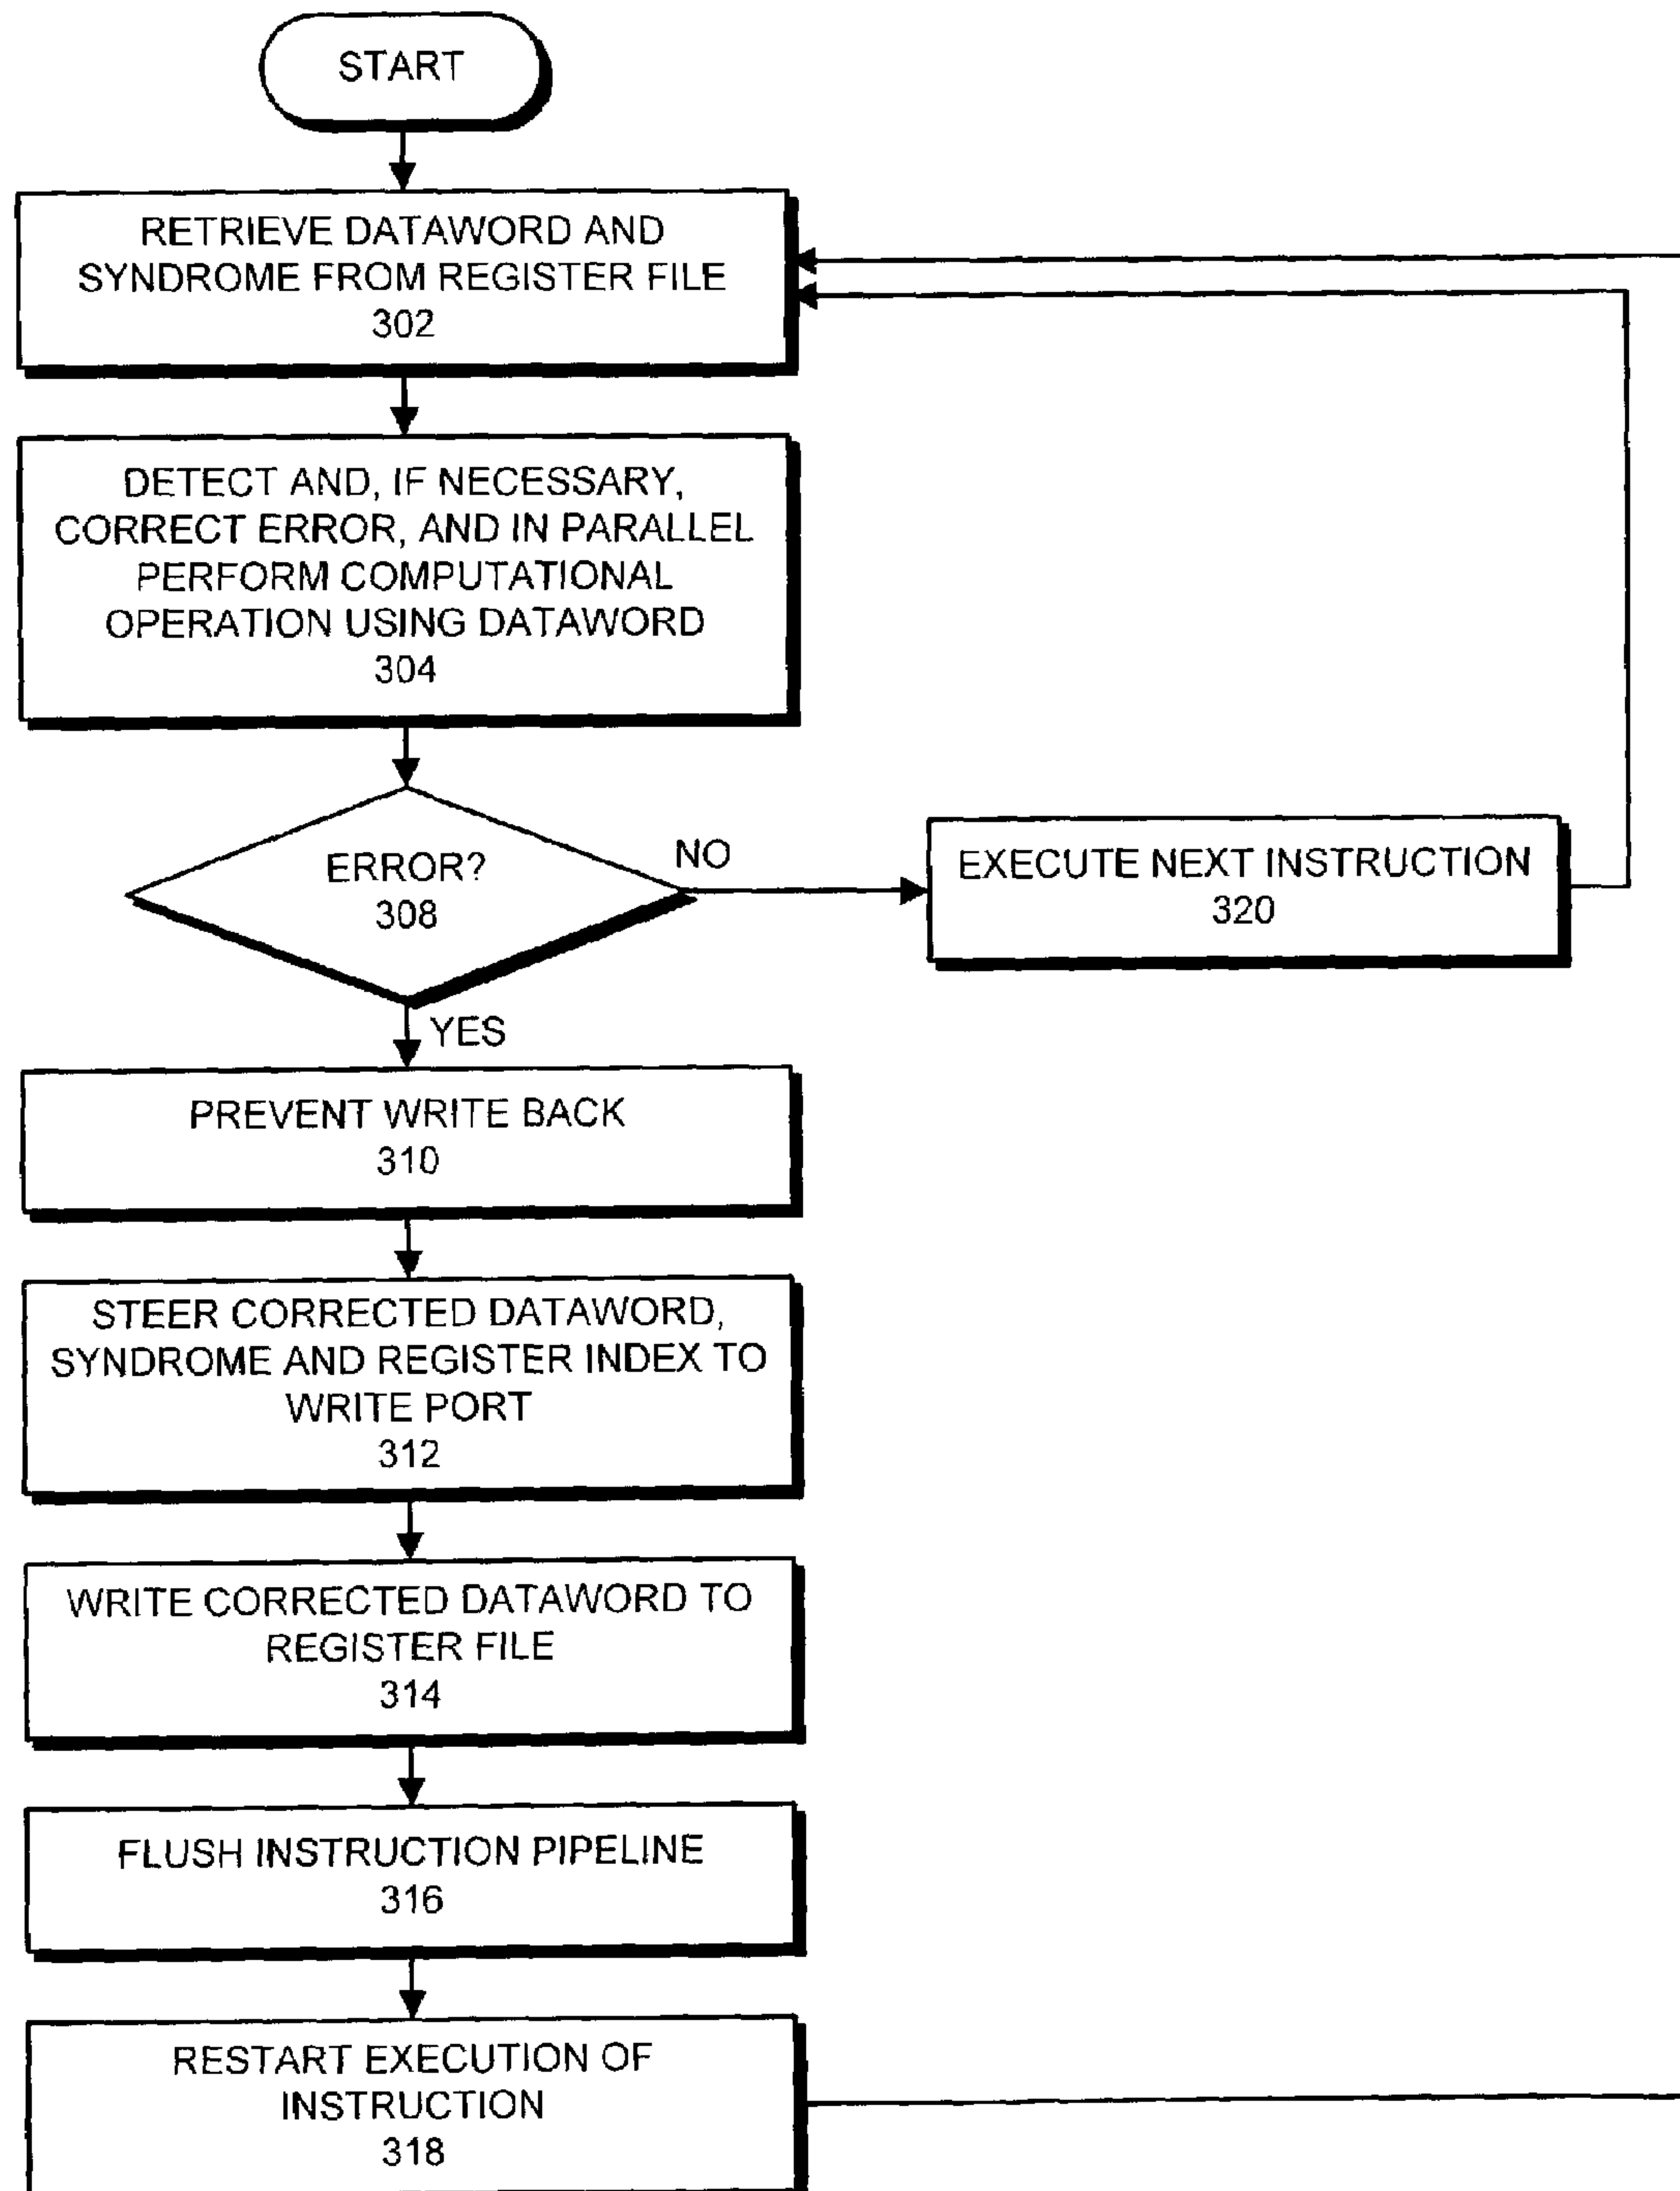 START
RETRIEVE DATAWORD AND
SYNDROME FROM REGISTER FILE
302
DETECT AND, IF NECESSARY,
CORRECT ERROR, AND IN PARALLEL
PERFORM COMPUTATIONAL
OPERATION USING DATAWORD
304
ERROR?
308
NO
EXECUTE NEXT INSTRUCTION
320
YES
PREVENT WRITE BACK
310
STEER CORRECTED DATAWORD,
SYNDROME AND REGISTER INDEX TO
WRITE PORT
312
WRITE CORRECTED DATAWORD TO
REGISTER FILE
314
FLUSH INSTRUCTION PIPELINE
316
RESTART EXECUTION OF
INSTRUCTION
318